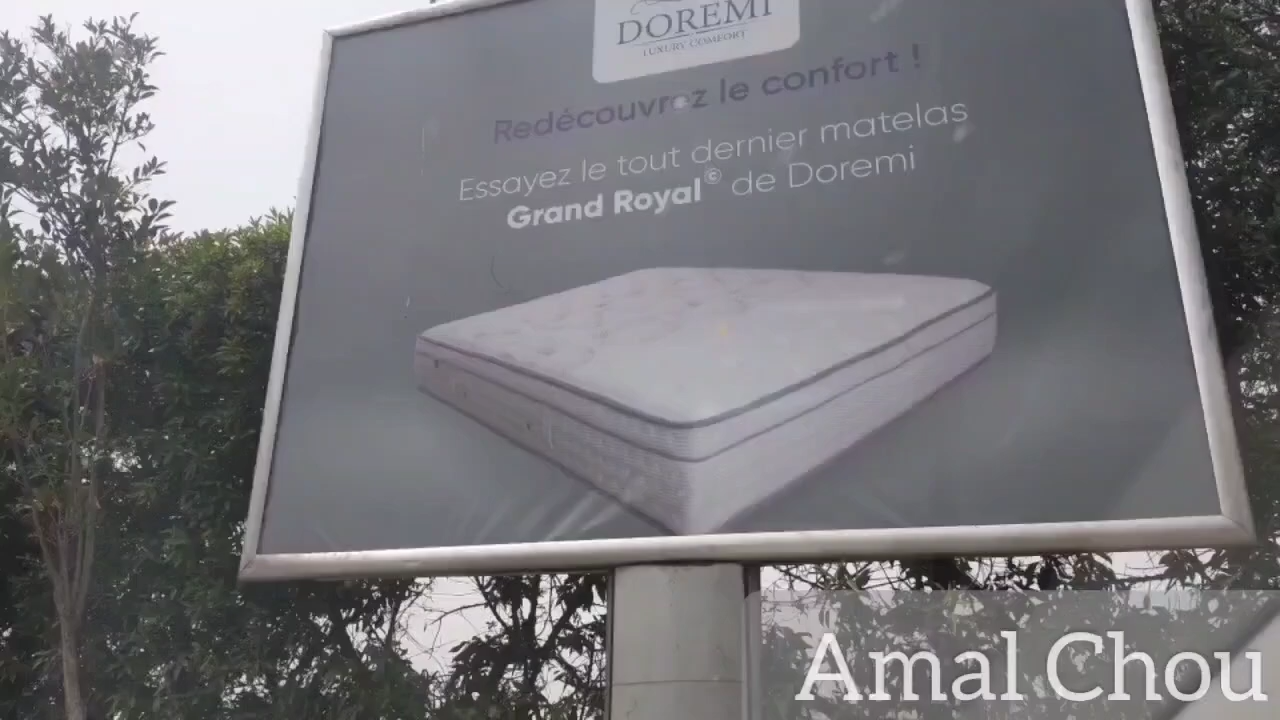 DOREMI
LUXURY COMFORT
Redécouvrez le confort !
Essayez le tout dernier matelas
Grand Royal© de Doremi
Amal Chou